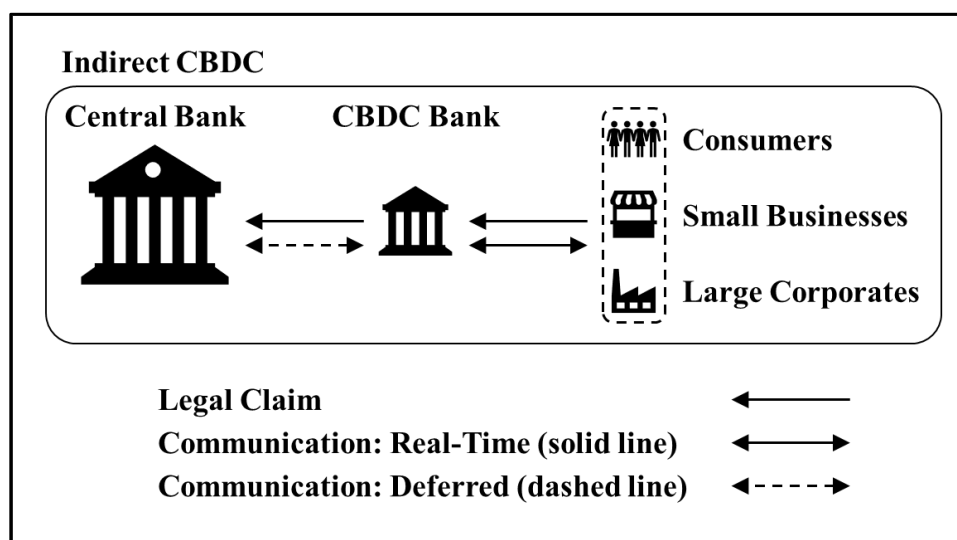 Indirect CBDC
Central Bank
CBDC Bank
Consumers
Small Businesses
Large Corporates
Legal Claim
Communication: Real-Time (solid line)
Communication: Deferred (dashed line)